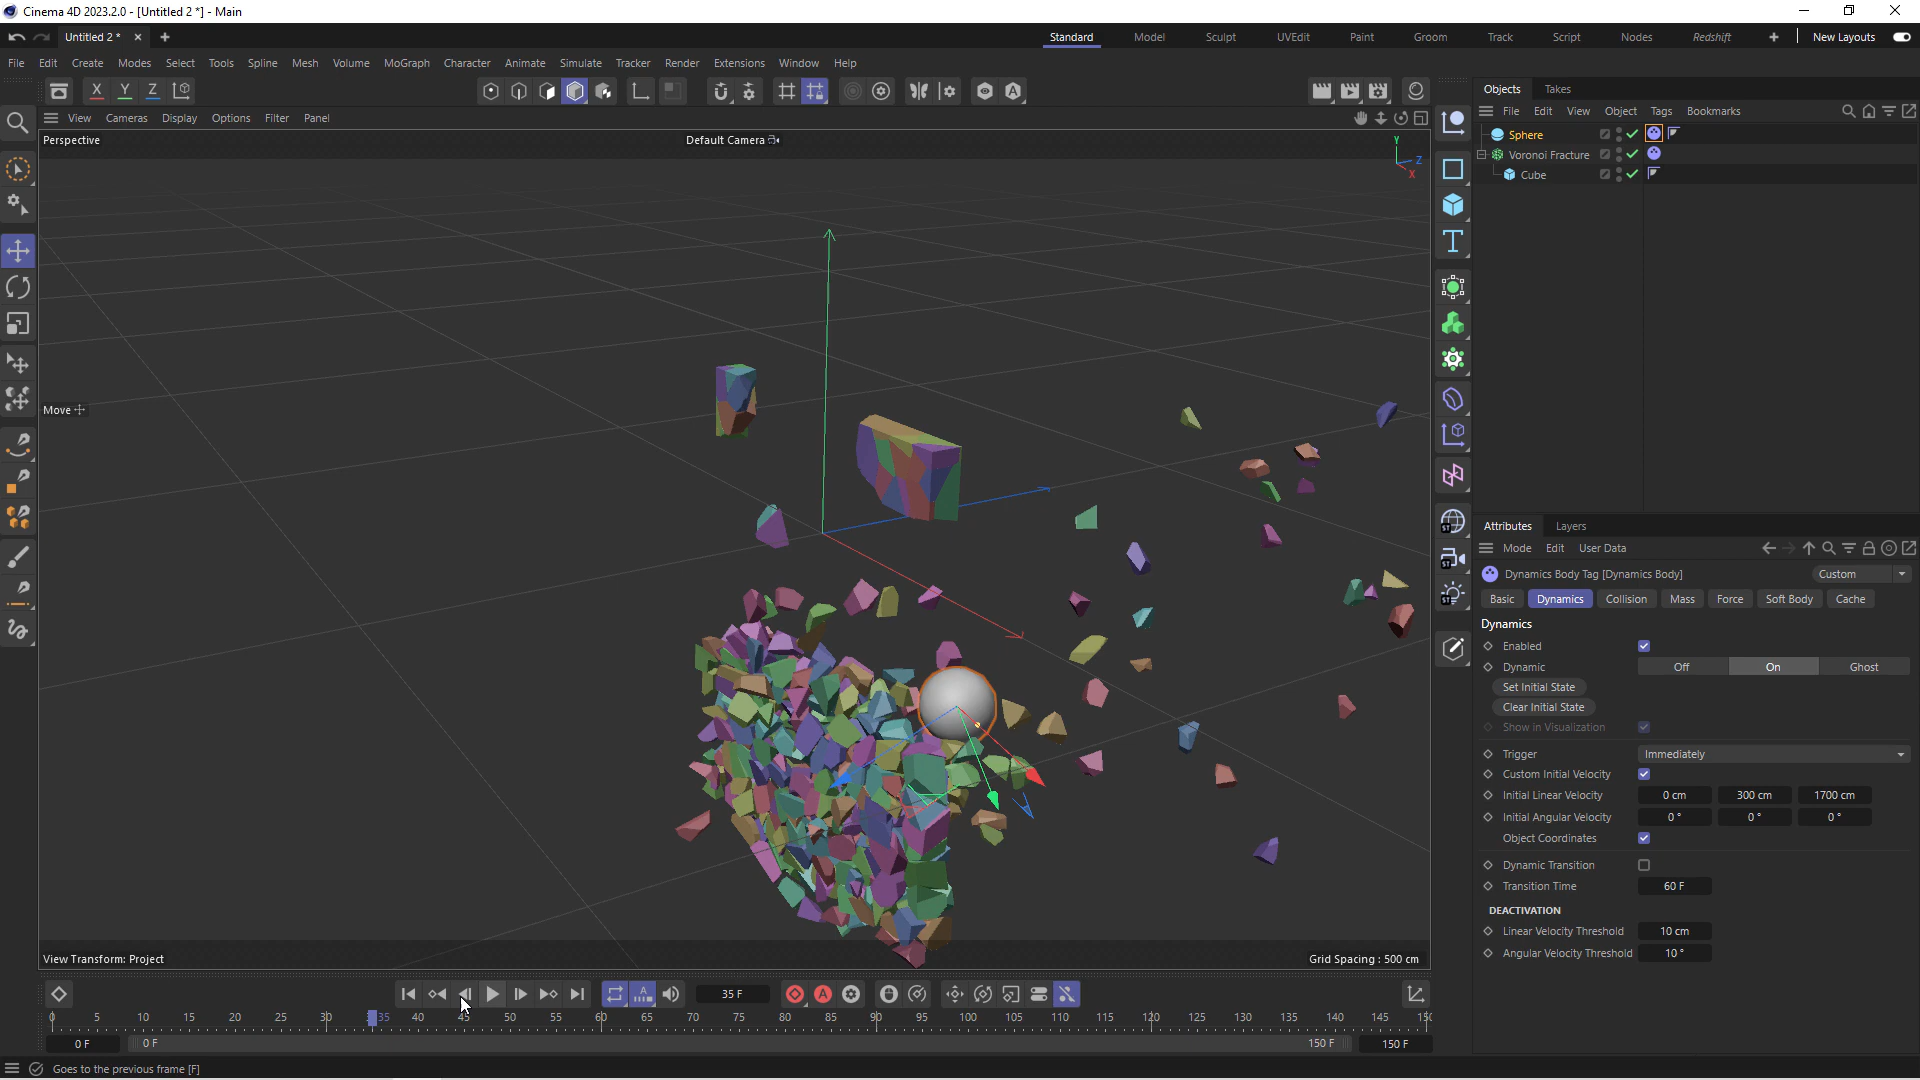 Cinema 4D 2023.2.0 - [Untitled 2 *] - Main
Untitled 2 *
Standard Model Sculpt UVEdit Paint Groom Track Script Nodes Redshift New Layouts
File Edit Create Modes Select Tools Spline Mesh Volume MoGraph Character Animate Simulate Tracker Render Extensions Window Help
X Y Z
Objects Takes
View Cameras Display Options Filter Panel
File Edit View Object Tags Bookmarks
Perspective
Default Camera
Y
Z
X
Sphere
Voronoi Fracture
Cube
Move
Attributes Layers
Mode Edit User Data
Dynamics Body Tag [Dynamics Body]
Custom
Basic Dynamics Collision Mass Force Soft Body Cache
Dynamics
Enabled
Dynamic Off On Ghost
Set Initial State
Clear Initial State
Show in Visualization
Trigger Immediately
Custom Initial Velocity
Initial Linear Velocity 0 cm 300 cm 1700 cm
Initial Angular Velocity 0 ° 0 ° 0 °
Object Coordinates
Dynamic Transition
Transition Time 60 F
DEACTIVATION
Linear Velocity Threshold 10 cm
Angular Velocity Threshold 10 °
View Transform: Project
Grid Spacing : 500 cm
35 F
0 5 10 15 20 25 30 35 40 45 50 55 60 65 70 75 80 85 90 95 100 105 110 115 120 125 130 135 140 145 150
0 F 0 F 150 F 150 F
Goes to the previous frame [F]